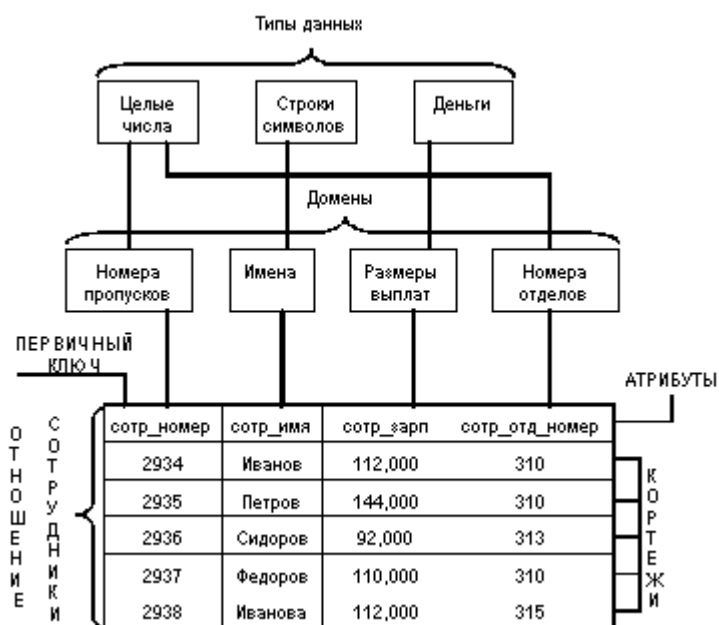 Типы данных
Целые числа
Строки символов
Деньги
Домены
Номера пропусков
Имена
Размеры выплат
Номера отделов
ПЕРВИЧНЫЙ КЛЮЧ
АТРИБУТЫ
ОТНОШЕНИЕ
СОТРУДНИКИ
сотр_номер сотр_имя сотр_зарп сотр_отд_номер
2934 Иванов 112,000 310
2935 Петров 144,000 310
2936 Сидоров 92,000 313
2937 Федоров 110,000 310
2938 Иванова 112,000 315
КОРТЕЖИ